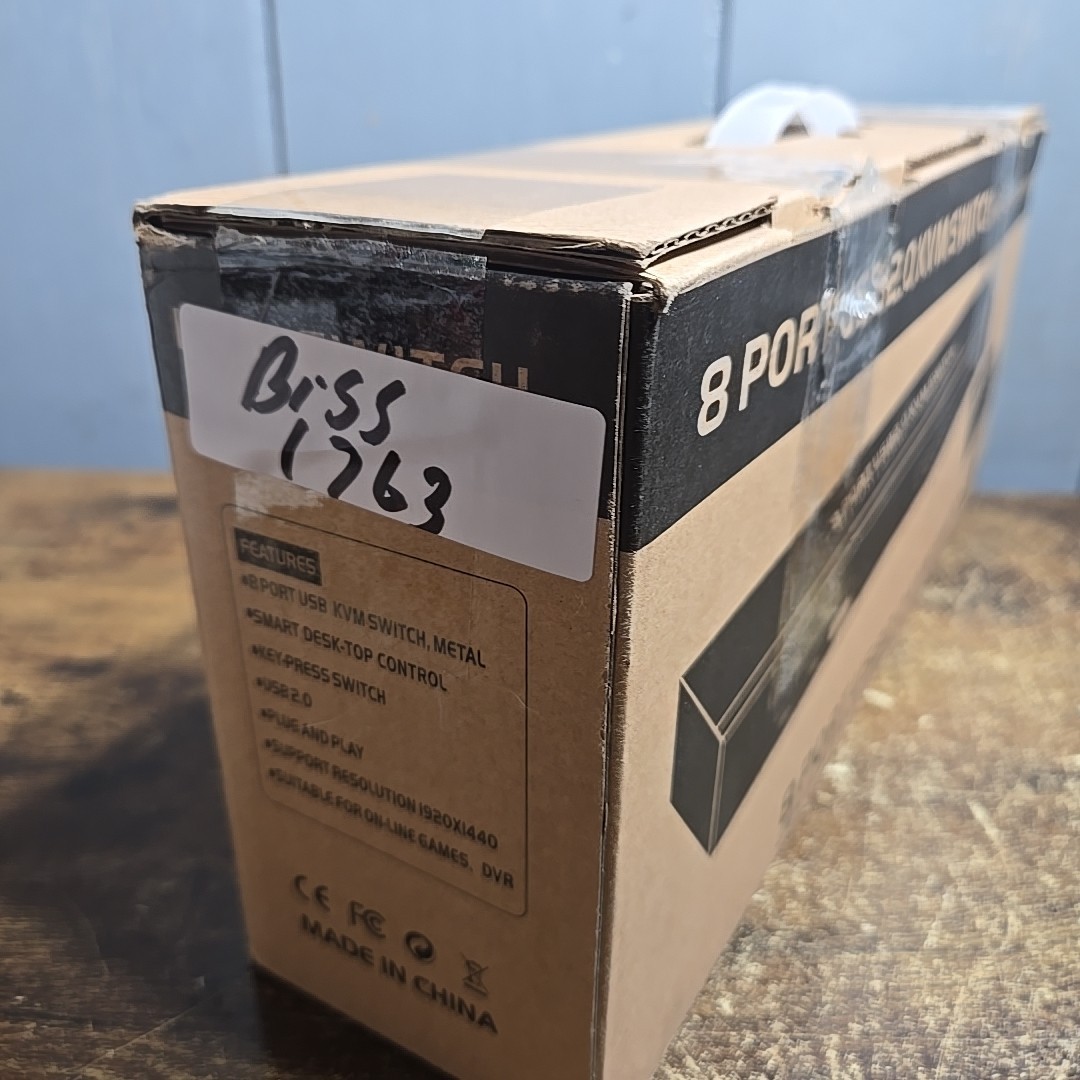 SWITCH
Biss
1763
FEATURES
*8 PORT USB KVM SWITCH, METAL
*SMART DESK-TOP CONTROL
*KEY-PRESS SWITCH
*USB 2.0
*PLUG AND PLAY
*SUPPORT RESOLUTION 1920X1440
*SUITABLE FOR ON-LINE GAMES, DVR
CE FC
MADE IN CHINA
8 PORT USB2.0 KVM SWITCH